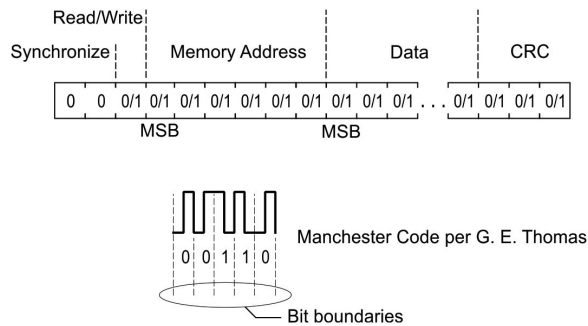 Read/Write
Synchronize Memory Address Data CRC
0 0 0/1 0/1 0/1 0/1 0/1 0/1 0/1 0/1 0/1 0/1 . . . 0/1 0/1 0/1 0/1
MSB MSB
Manchester Code per G. E. Thomas
0 0 1 1 0
Bit boundaries